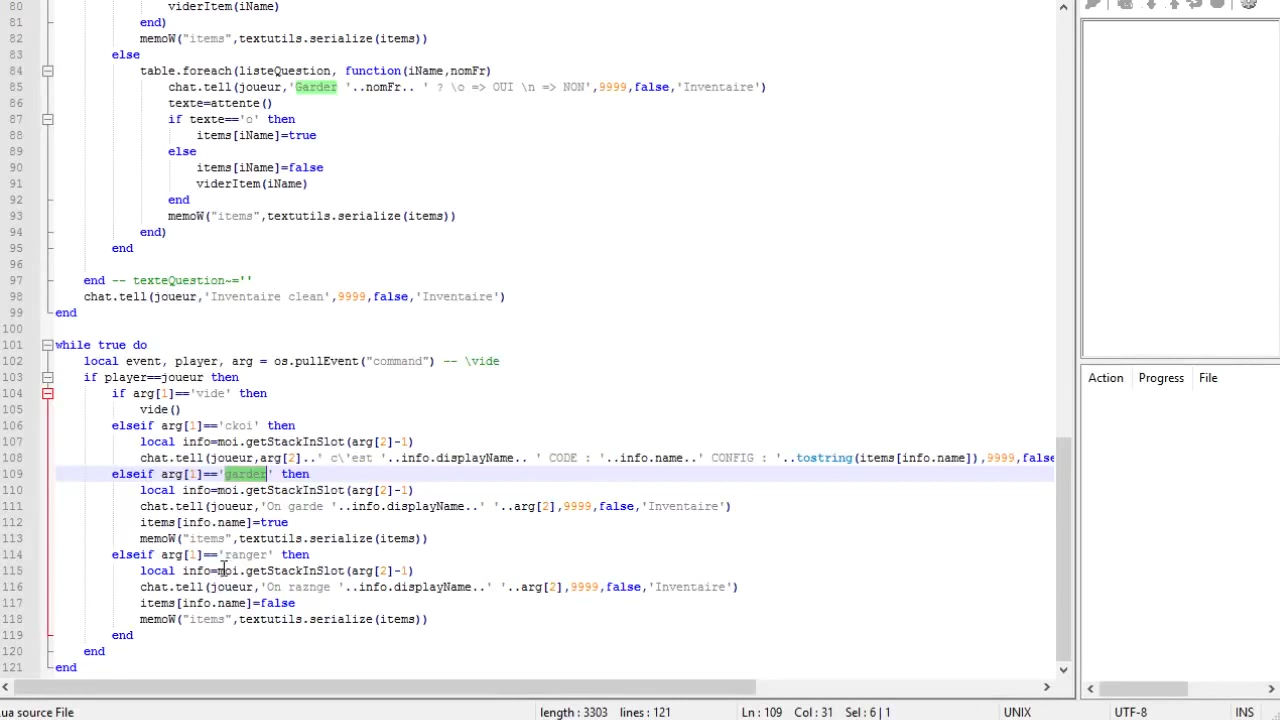 80 viderItem(iName)
81 end)
82 memoW("items",textutils.serialize(items))
83 else
84 table.foreach(listeQuestion, function(iName,nomFr)
85 chat.tell(joueur,'Garder '..nomFr.. ' ? \o => OUI \n => NON',9999,false,'Inventaire')
86 texte=attente()
87 if texte=='o' then
88 items[iName]=true
89 else
90 items[iName]=false
91 viderItem(iName)
92 end
93 memoW("items",textutils.serialize(items))
94 end)
95 end
96
97 end -- texteQuestion~=''
98 chat.tell(joueur,'Inventaire clean',9999,false,'Inventaire')
99 end
100
101 while true do
102 local event, player, arg = os.pullEvent("command") -- \vide
103 if player==joueur then
104 if arg[1]=='vide' then
105 vide()
106 elseif arg[1]=='ckoi' then
107 local info=moi.getStackInSlot(arg[2]-1)
108 chat.tell(joueur,arg[2]..' c\'est '..info.displayName.. ' CODE : '..info.name..' CONFIG : '..tostring(items[info.name]),9999,false
109 elseif arg[1]=='garder' then
110 local info=moi.getStackInSlot(arg[2]-1)
111 chat.tell(joueur,'On garde '..info.displayName..' '..arg[2],9999,false,'Inventaire')
112 items[info.name]=true
113 memoW("items",textutils.serialize(items))
114 elseif arg[1]=='ranger' then
115 local info=moi.getStackInSlot(arg[2]-1)
116 chat.tell(joueur,'On raznge '..info.displayName..' '..arg[2],9999,false,'Inventaire')
117 items[info.name]=false
118 memoW("items",textutils.serialize(items))
119 end
120 end
121 end
Action Progress File
ua source File length : 3303 lines : 121 Ln : 109 Col : 31 Sel : 6 | 1 UNIX UTF-8 INS